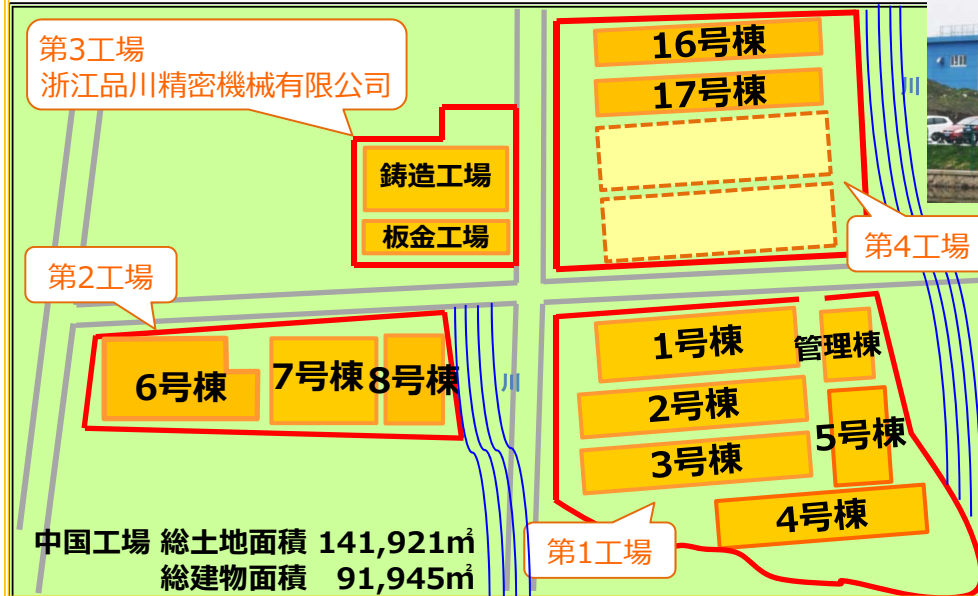 第3工場
浙江品川精密機械有限公司
16号棟
17号棟
川
鋳造工場
板金工場
第4工場
第2工場
1号棟
管理棟
6号棟
7号棟
8号棟
川
2号棟
5号棟
3号棟
4号棟
第1工場
中国工場 総土地面積 141,921㎡
総建物面積 91,945㎡